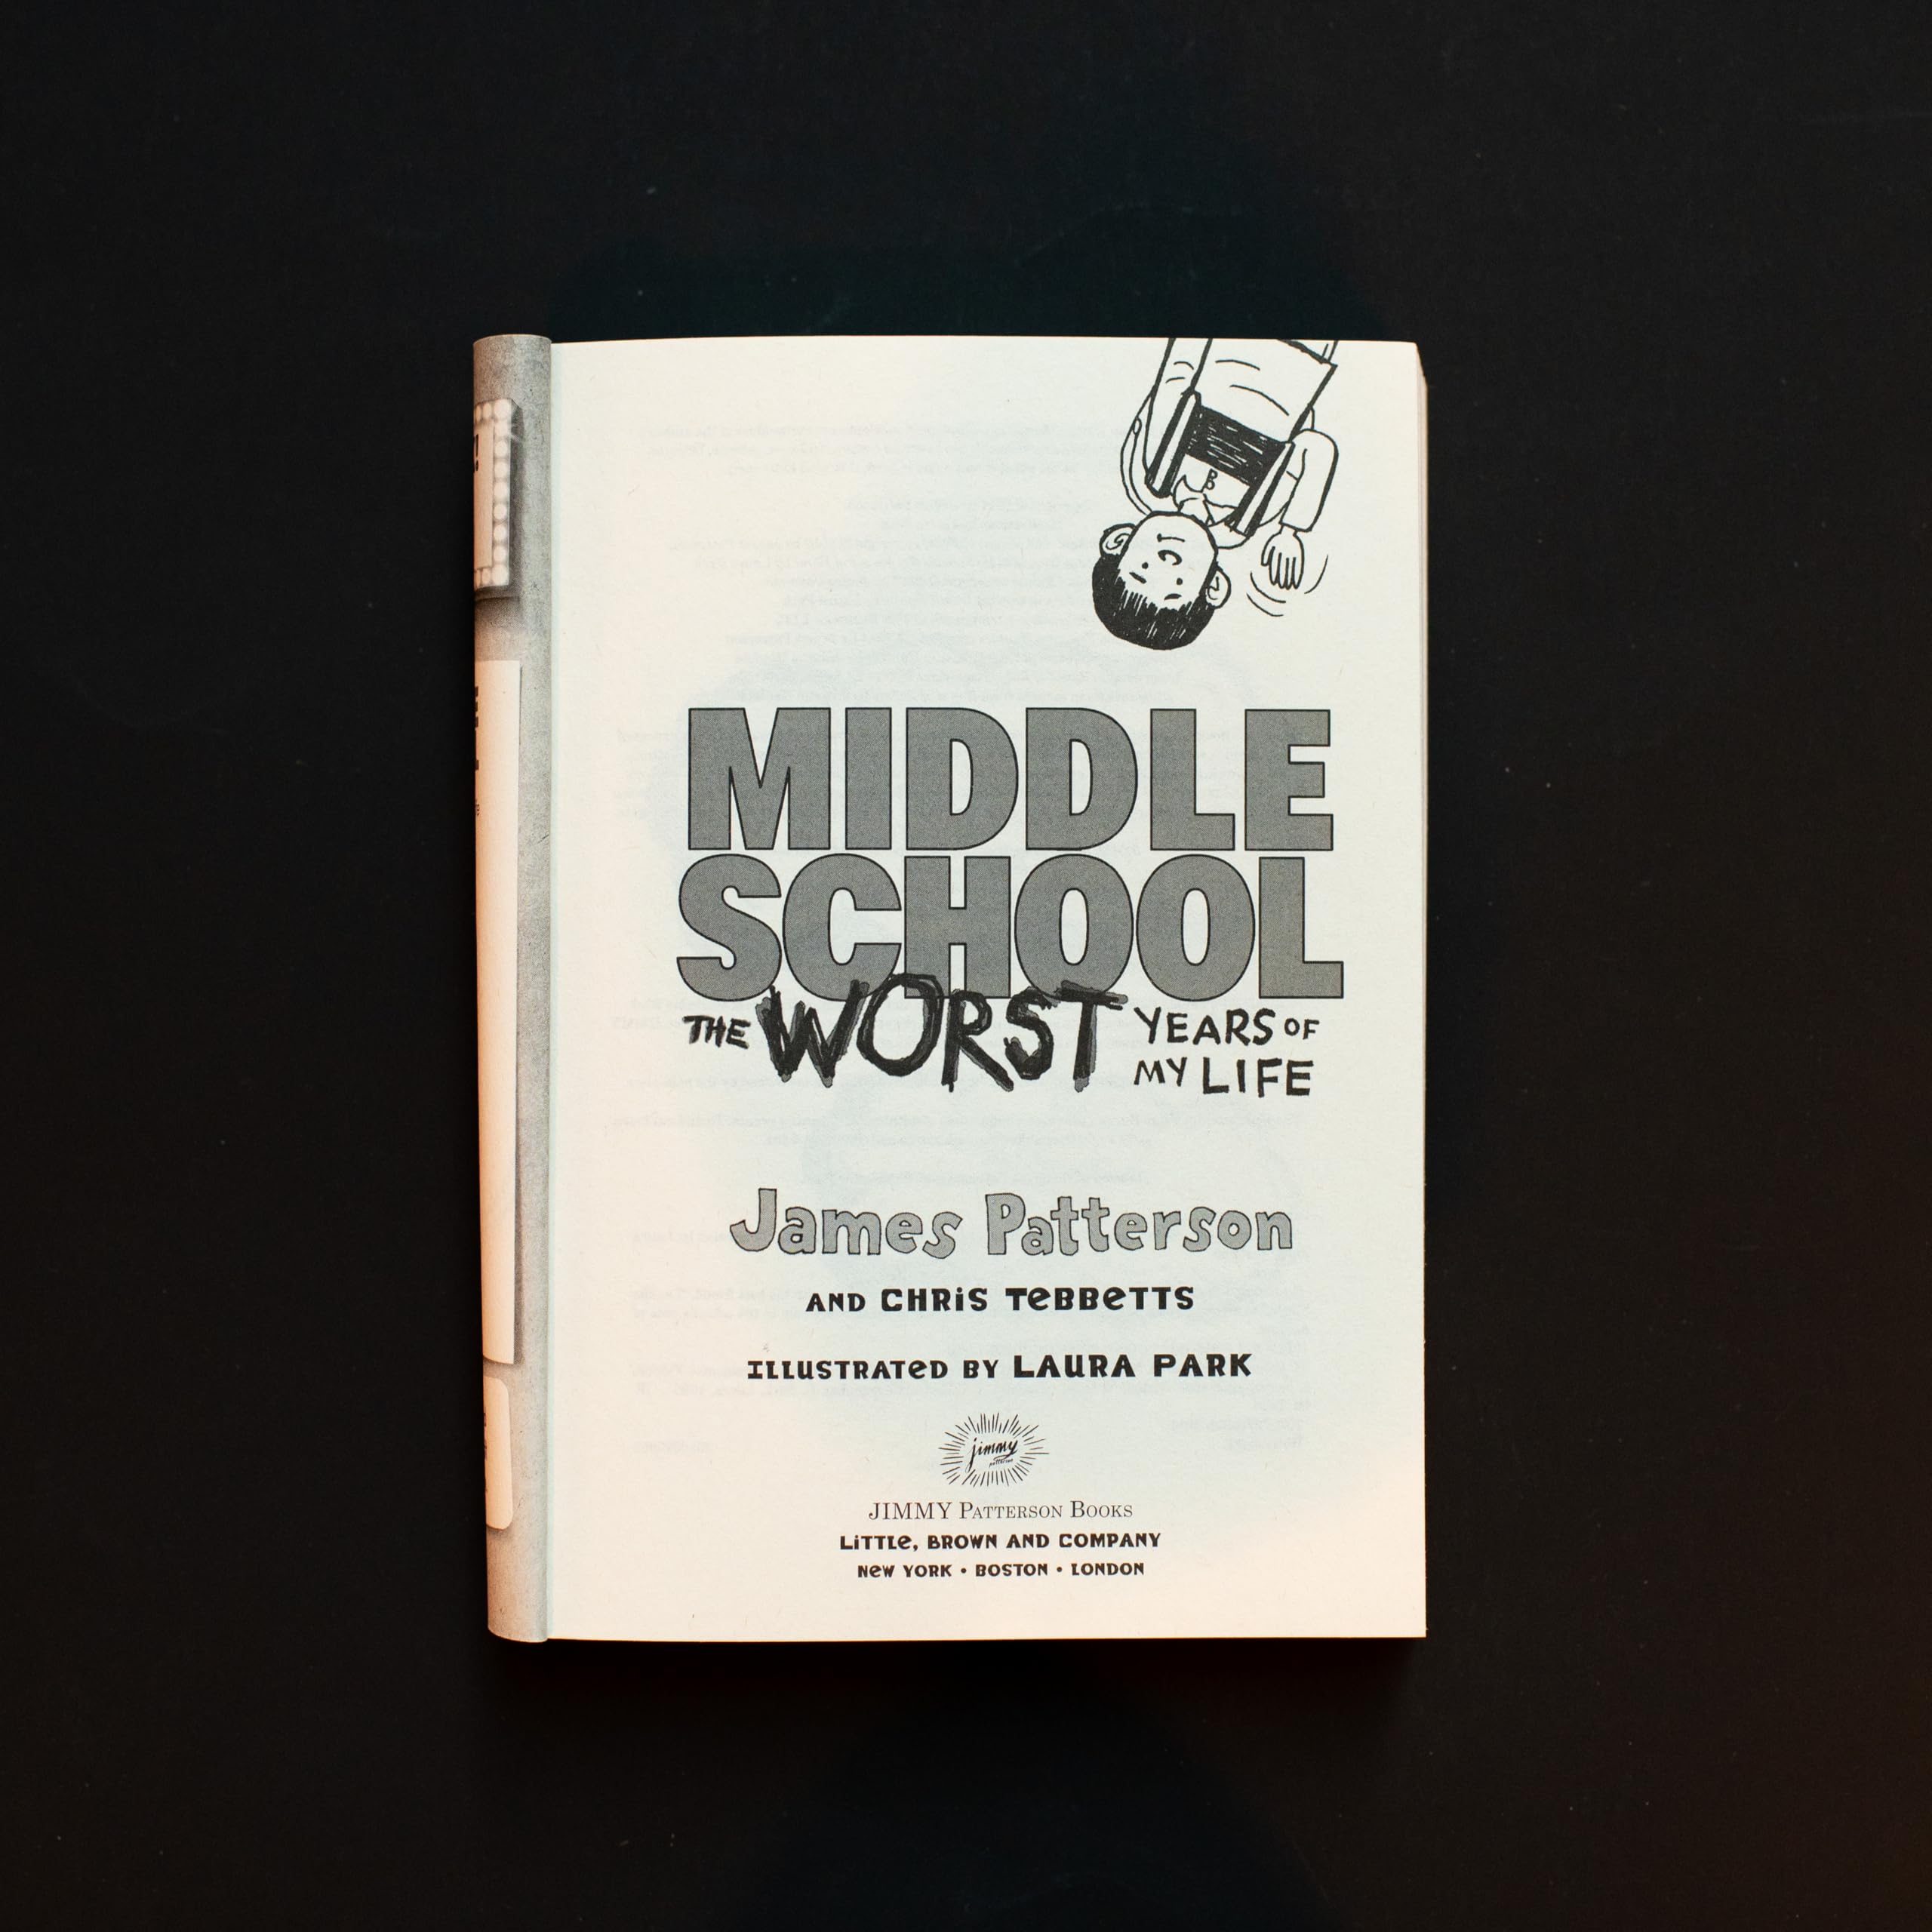 B
MIDDLE
SCHOOL
THE WORST YEARS OF
MY LIFE
James Patterson
AND CHRiS TeBBeTTS
ILLUSTRATeD BY LAURA PARK
jimmy
patterson
JIMMY PATTERSON BOOKS
LiTTLe, BROWN AND COMPANY
NeW YORK • BOSTON • LONDON